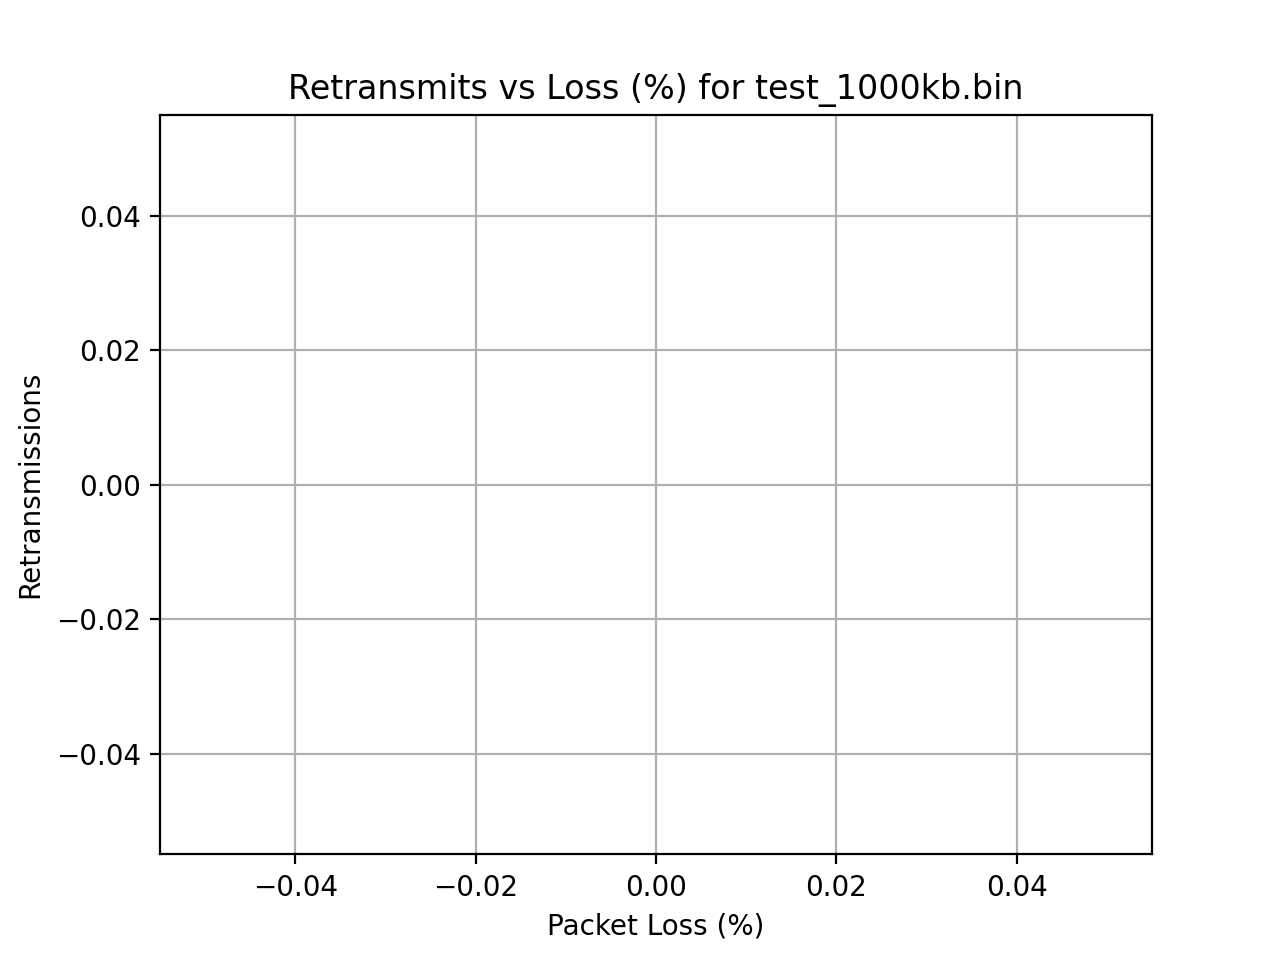 Retransmits vs Loss (%) for test_1000kb.bin
0.04
0.02
0.00
−0.02
−0.04
Retransmissions
−0.04 −0.02 0.00 0.02 0.04
Packet Loss (%)